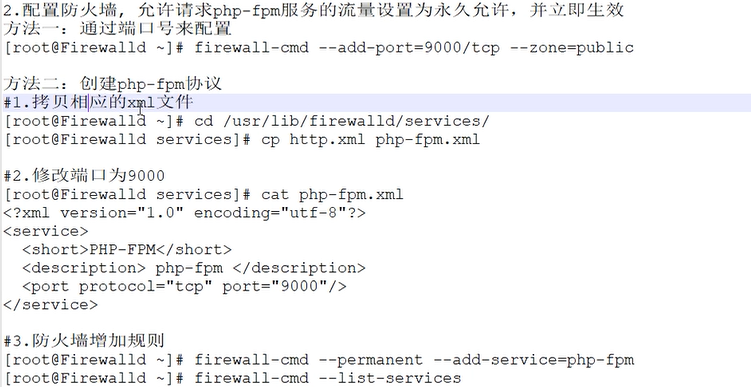 2.配置防火墙, 允许请求php-fpm服务的流量设置为永久允许，并立即生效
方法一：通过端口号来配置
[root@Firewalld ~]# firewall-cmd --add-port=9000/tcp --zone=public
方法二：创建php-fpm协议
#1.拷贝相应的xml文件
[root@Firewalld ~]# cd /usr/lib/firewalld/services/
[root@Firewalld services]# cp http.xml php-fpm.xml
#2.修改端口为9000
[root@Firewalld services]# cat php-fpm.xml
<?xml version="1.0" encoding="utf-8"?>
<service>
  <short>PHP-FPM</short>
  <description> php-fpm </description>
  <port protocol="tcp" port="9000"/>
</service>
#3.防火墙增加规则
[root@Firewalld ~]# firewall-cmd --permanent --add-service=php-fpm
[root@Firewalld ~]# firewall-cmd --list-services